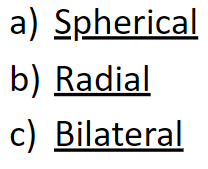 a) Spherical
b) Radial
c) Bilateral